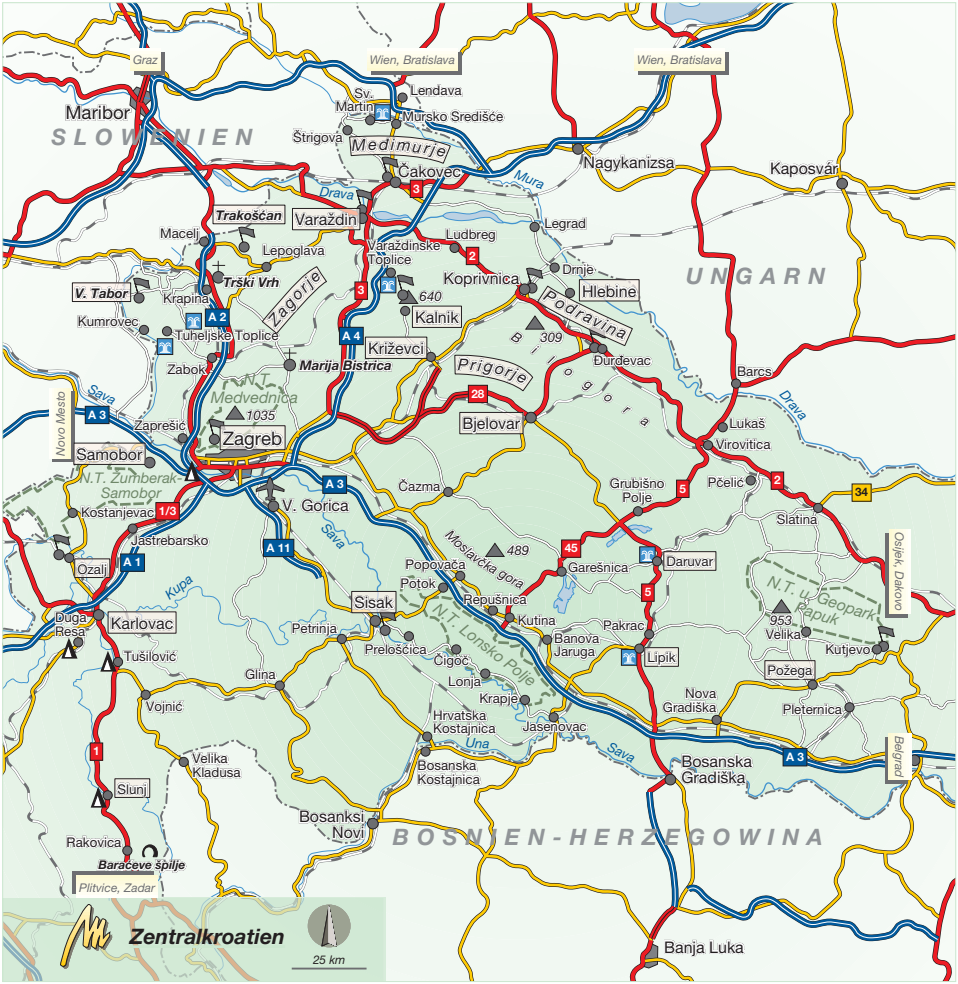 Graz
Wien, Bratislava
Wien, Bratislava
Maribor
SLOWENIEN
Lendava
Sv.
Martin
Mursko Središće
Štrigova
Međimurje
Čakovec
3
Mura
Nagykanizsa
Kaposvár
Drava
Trakošćan
Varaždin
Legrad
Macelj
Lepoglava
Varaždinske
Toplice
Ludbreg
2
Trški Vrh
Koprivnica
Drnje
UNGARN
V. Tabor
Krapina
Zagorje
3
640
Hlebine
Kumrovec
A 2
Kalnik
Podravina
Tuheljske Toplice
A 4
309
Križevci
Bilogora
Đurđevac
Zabok
Marija Bistrica
Prigorje
Barcs
Sava
N.T.
Medvednica
28
Drava
A 3
Novo Mesto
1035
Bjelovar
Zaprešić
Zagreb
Lukaš
Virovitica
Samobor
N.T. Žumberak-
Samobor
A 3
Čazma
Grubišno
Polje
5
Pčelić
2
34
Kostanjevac
1/3
V. Gorica
Slatina
Jastrebarsko
Sava
A 11
Moslavačka gora
489
45
Osijek, Đakovo
Ozalj
A 1
Popovača
Garešnica
Daruvar
Kupa
Potok
5
N.T. u. Geopark
Papuk
Sisak
Repušnica
953
Duga
Resa
Karlovac
Petrinja
Kutina
Pakrac
Velika
Prelošćica
N.T. Lonsko Polje
Banova
Jaruga
Kutjevo
Tušilović
Čigoč
Lipik
Glina
Lonja
Požega
Vojnić
Krapje
Nova
Gradiška
Pleternica
Hrvatska
Kostajnica
Jasenovac
1
Una
Sava
A 3
Belgrad
Velika
Kladusa
Bosanska
Kostajnica
Bosanska
Gradiška
Slunj
Bosanksi
Novi
BOSNIEN-HERZEGOWINA
Rakovica
Baraćeve špilje
Plitvice, Zadar
Zentralkroatien
25 km
Banja Luka